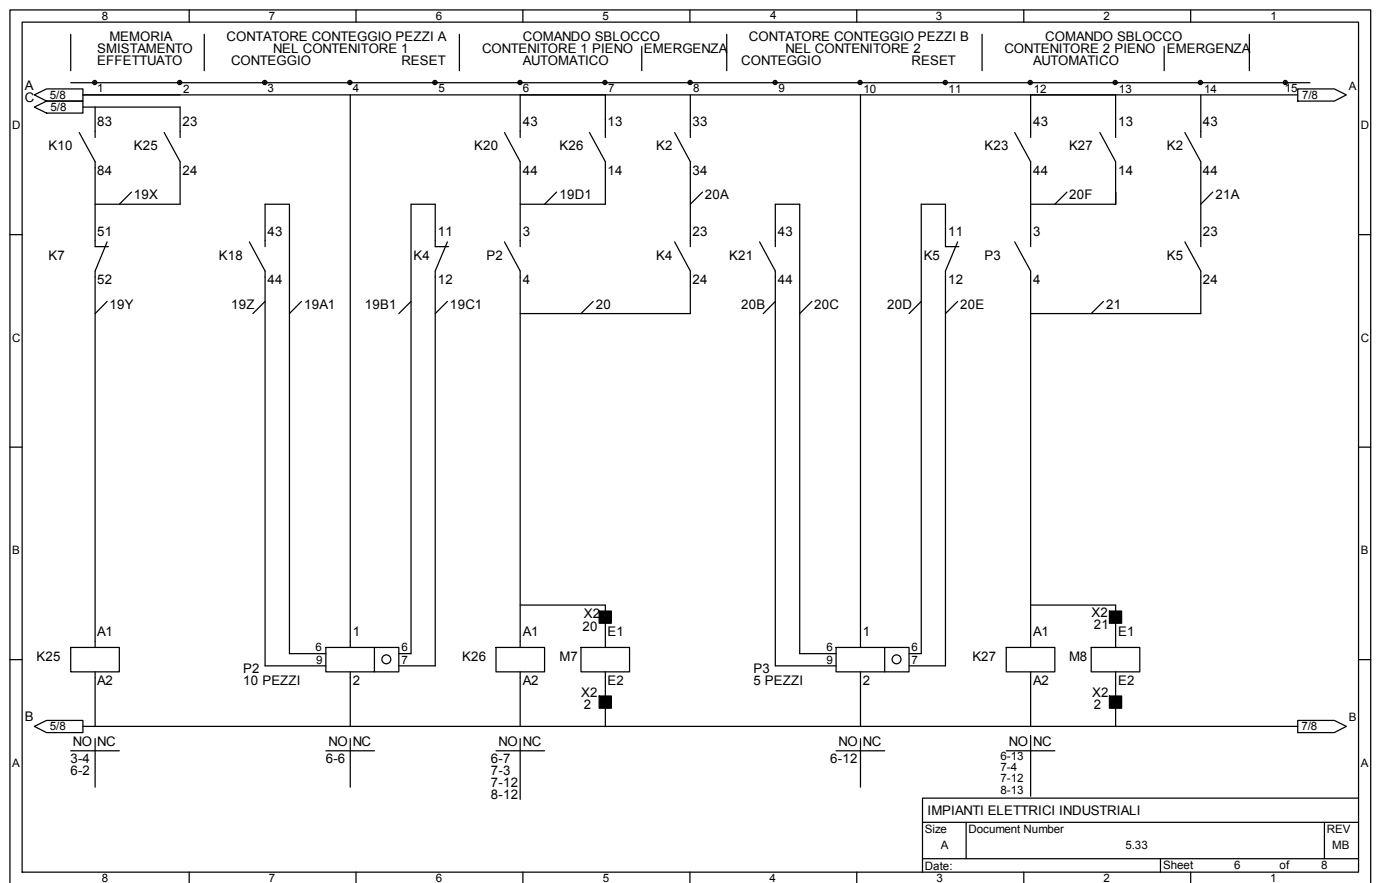 8 7 6 5 4 3 2 1
MEMORIA
SMISTAMENTO
EFFETTUATO
CONTATORE CONTEGGIO PEZZI A
NEL CONTENITORE 1
CONTEGGIO RESET
COMANDO SBLOCCO
CONTENITORE 1 PIENO
AUTOMATICO
EMERGENZA
CONTATORE CONTEGGIO PEZZI B
NEL CONTENITORE 2
CONTEGGIO RESET
COMANDO SBLOCCO
CONTENITORE 2 PIENO
AUTOMATICO
EMERGENZA
A 5/8 1 2 3 4 5 6 7 8 9 10 11 12 13 14 15 7/8 A
C 5/8
D 83 23 43 13 33 43 13 43 D
K10 K25 K20 K26 K2 K23 K27 K2
84 24 44 14 34 44 14 44
19X 19D1 20A 20F 21A
51 43 11 3 23 43 11 3 23
K7 K18 K4 P2 K4 K21 K5 P3 K5
52 44 12 4 24 44 12 4 24
19Y 19Z 19A1 19B1 19C1 20 20B 20C 20D 20E 21
C C
B B
X2 X2
20 21
A1 1 A1 E1 1 A1 E1
K25 6 6 K26 M7 6 6 K27 M8
9 7 9 7
P2 P3
10 PEZZI 5 PEZZI
A2 2 A2 E2 2 A2 E2
X2 X2
2 2
B 5/8 7/8 B
NO NC NO NC NO NC NO NC NO NC
3-4 6-6 6-7 6-12 6-13
6-2 7-3 7-4
7-12 7-12
8-12 8-13
A A
IMPIANTI ELETTRICI INDUSTRIALI
Size Document Number REV
A 5.33 MB
Date: Sheet 6 of 8
8 7 6 5 4 3 2 1